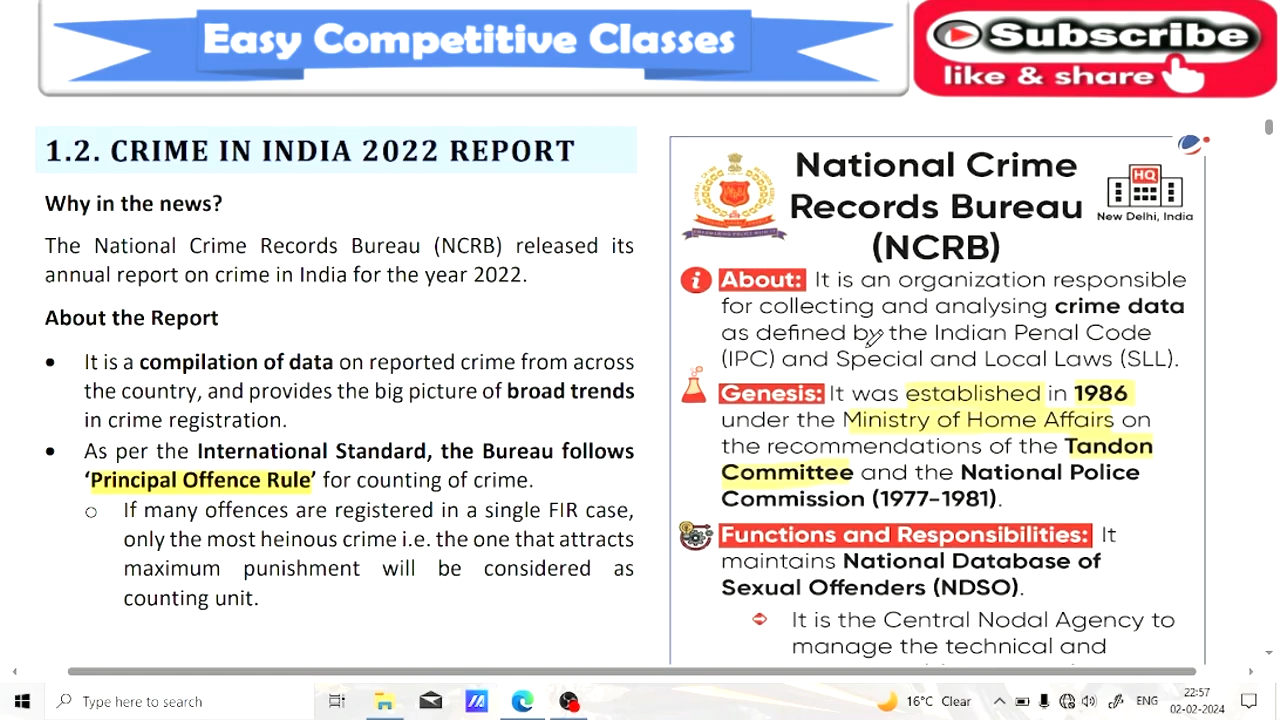 Easy Competitive Classes
Subscribe
like & share
1.2. CRIME IN INDIA 2022 REPORT
Why in the news?
The National Crime Records Bureau (NCRB) released its
annual report on crime in India for the year 2022.
About the Report
• It is a compilation of data on reported crime from across
the country, and provides the big picture of broad trends
in crime registration.
• As per the International Standard, the Bureau follows
‘Principal Offence Rule’ for counting of crime.
o If many offences are registered in a single FIR case,
only the most heinous crime i.e. the one that attracts
maximum punishment will be considered as
counting unit.
National Crime
Records Bureau
(NCRB)
HQ
New Delhi, India
i About: It is an organization responsible
for collecting and analysing crime data
as defined by the Indian Penal Code
(IPC) and Special and Local Laws (SLL).
Genesis: It was established in 1986
under the Ministry of Home Affairs on
the recommendations of the Tandon
Committee and the National Police
Commission (1977-1981).
Functions and Responsibilities: It
maintains National Database of
Sexual Offenders (NDSO).
It is the Central Nodal Agency to
manage the technical and
Type here to search
16°C Clear
ENG
22:57
02-02-2024